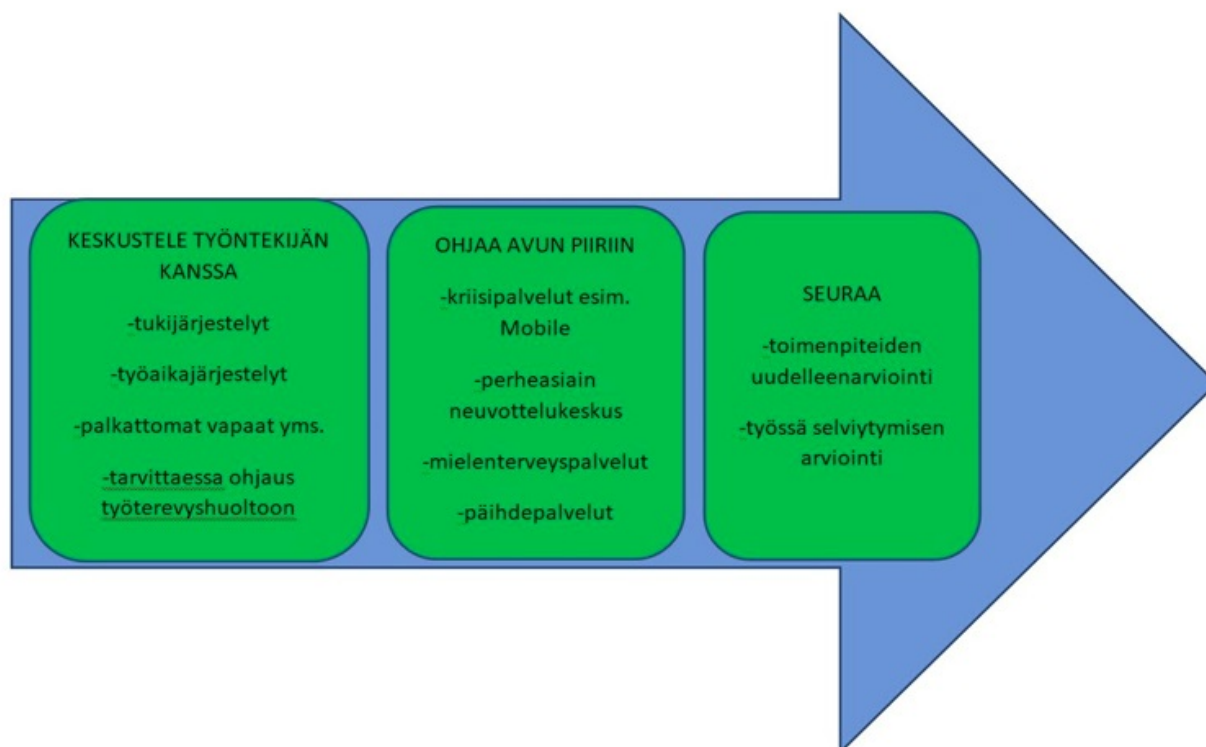 KESKUSTELE TYÖNTEKIJÄN
KANSSA
-tukijärjestelyt
-työaikajärjestelyt
-palkattomat vapaat yms.
-tarvittaessa ohjaus
työterevyshuoltoon
OHJAA AVUN PIIRIIN
-kriisipalvelut esim.
Mobile
-perheasiain
neuvottelukeskus
-mielenterveyspalvelut
-päihdepalvelut
SEURAA
-toimenpiteiden
uudelleenarviointi
-työssä selviytymisen
arviointi